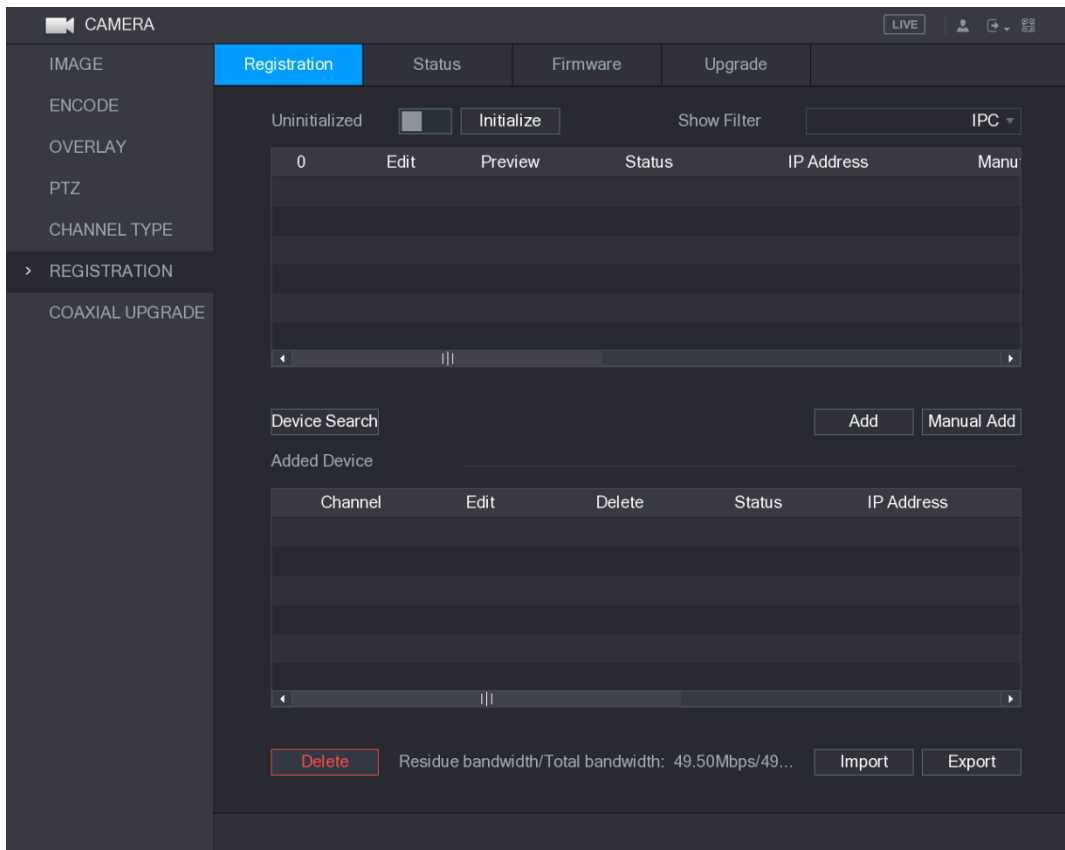 CAMERA LIVE
IMAGE
ENCODE
OVERLAY
PTZ
CHANNEL TYPE
REGISTRATION
COAXIAL UPGRADE
Registration Status Firmware Upgrade
Uninitialized Initialize Show Filter IPC
0 Edit Preview Status IP Address Manu
Device Search Add Manual Add
Added Device
Channel Edit Delete Status IP Address
Delete Residue bandwidth/Total bandwidth: 49.50Mbps/49... Import Export